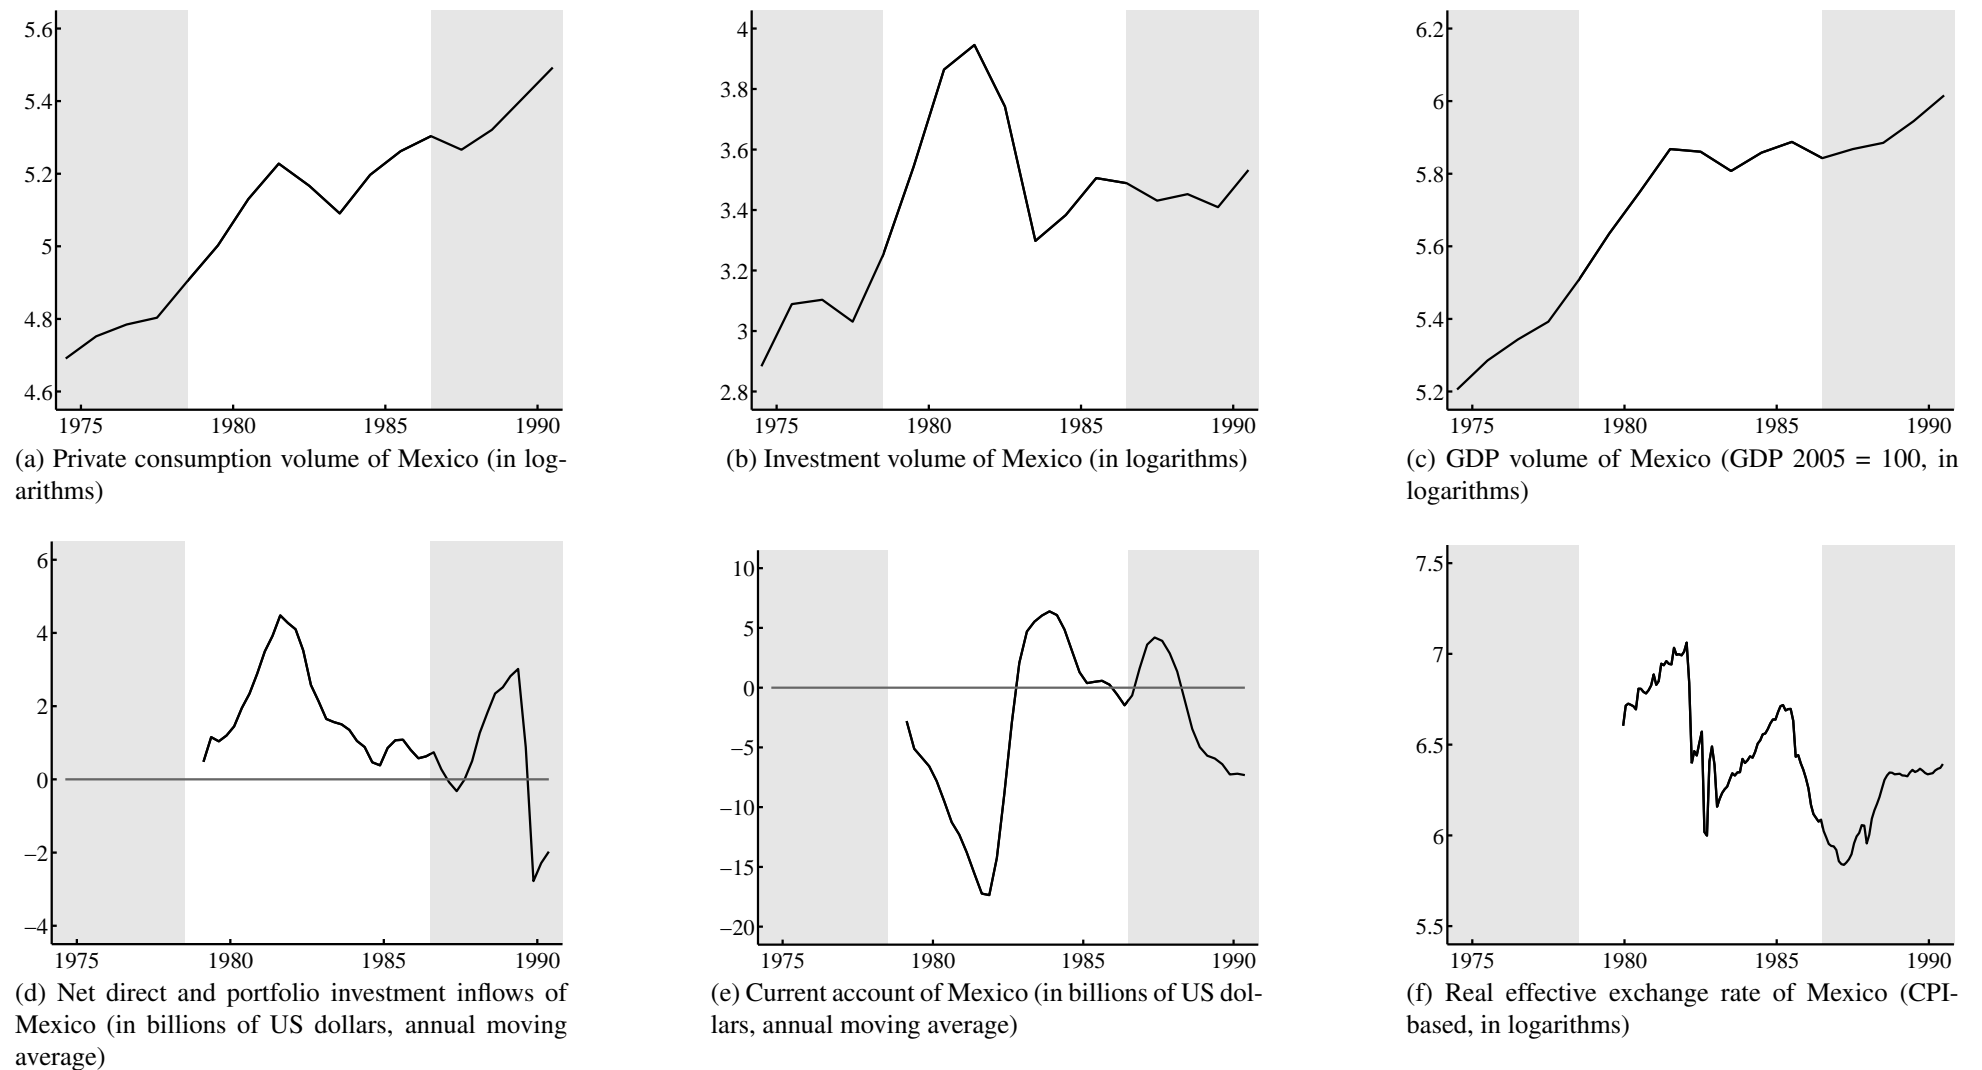 5.6
5.4
5.2
5
4.8
4.6
1975 1980 1985 1990
(a) Private consumption volume of Mexico (in log-
arithms)
4
3.8
3.6
3.4
3.2
3
2.8
1975 1980 1985 1990
(b) Investment volume of Mexico (in logarithms)
6.2
6
5.8
5.6
5.4
5.2
1975 1980 1985 1990
(c) GDP volume of Mexico (GDP 2005 = 100, in
logarithms)
6
4
2
0
−2
−4
1975 1980 1985 1990
(d) Net direct and portfolio investment inflows of
Mexico (in billions of US dollars, annual moving
average)
10
5
0
−5
−10
−15
−20
1975 1980 1985 1990
(e) Current account of Mexico (in billions of US dol-
lars, annual moving average)
7.5
7
6.5
6
5.5
1975 1980 1985 1990
(f) Real effective exchange rate of Mexico (CPI-
based, in logarithms)